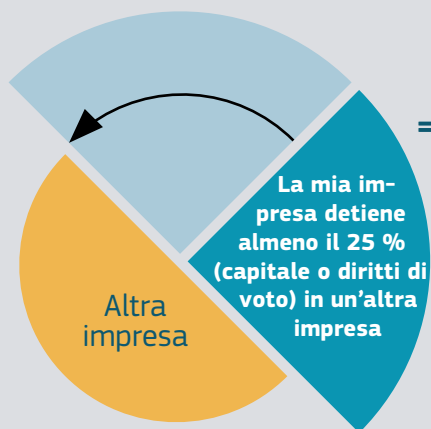 =
La mia im-
presa detiene
almeno il 25 %
(capitale o diritti di
voto) in un’altra
impresa
Altra
impresa